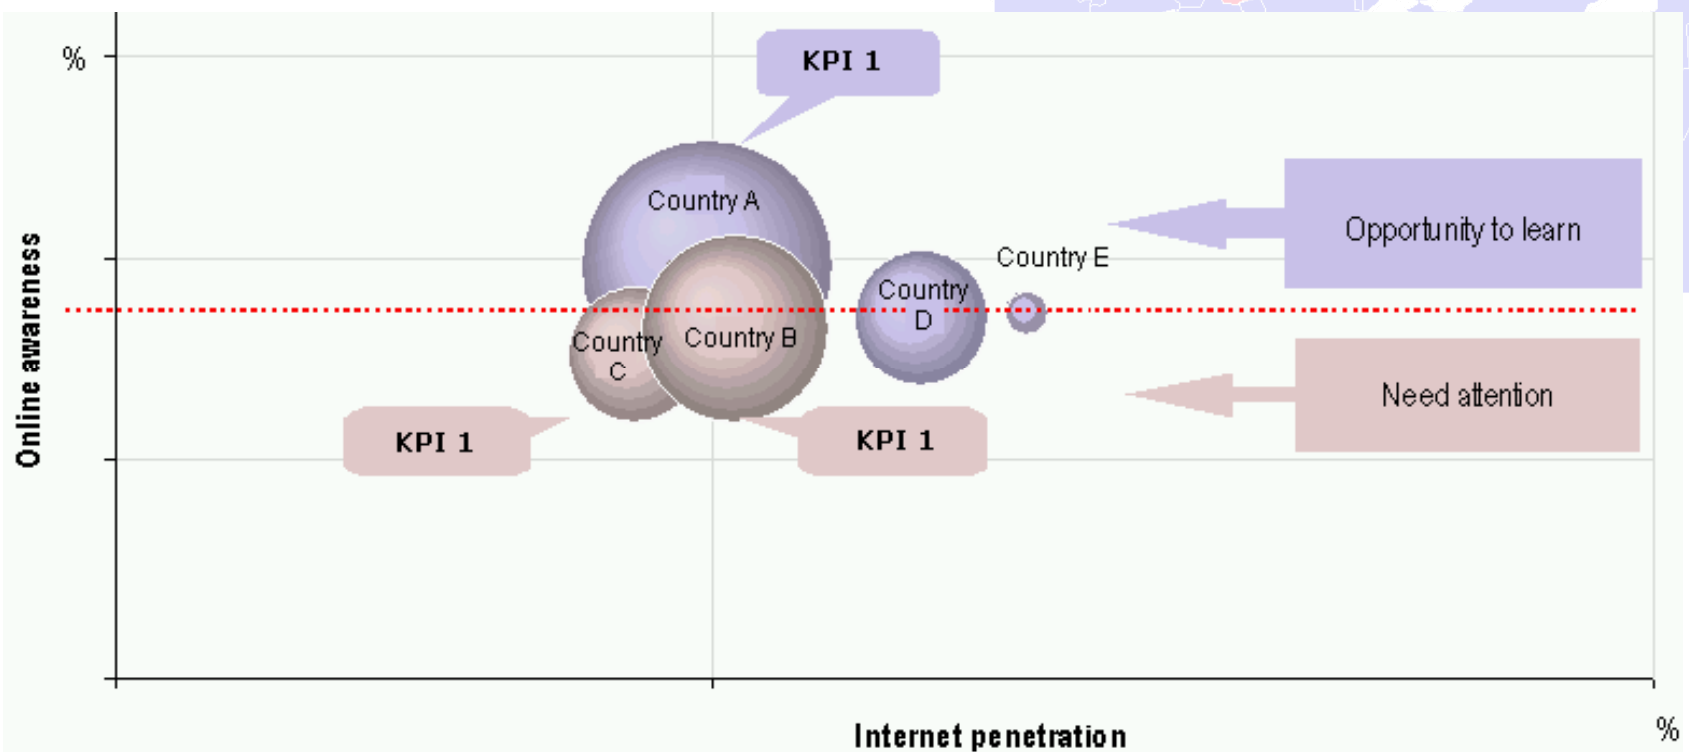 %
KPI 1
Country A
Opportunity to learn
Country E
Country
D
Country B
Country
C
Need attention
KPI 1
KPI 1
Online awareness
Internet penetration
%